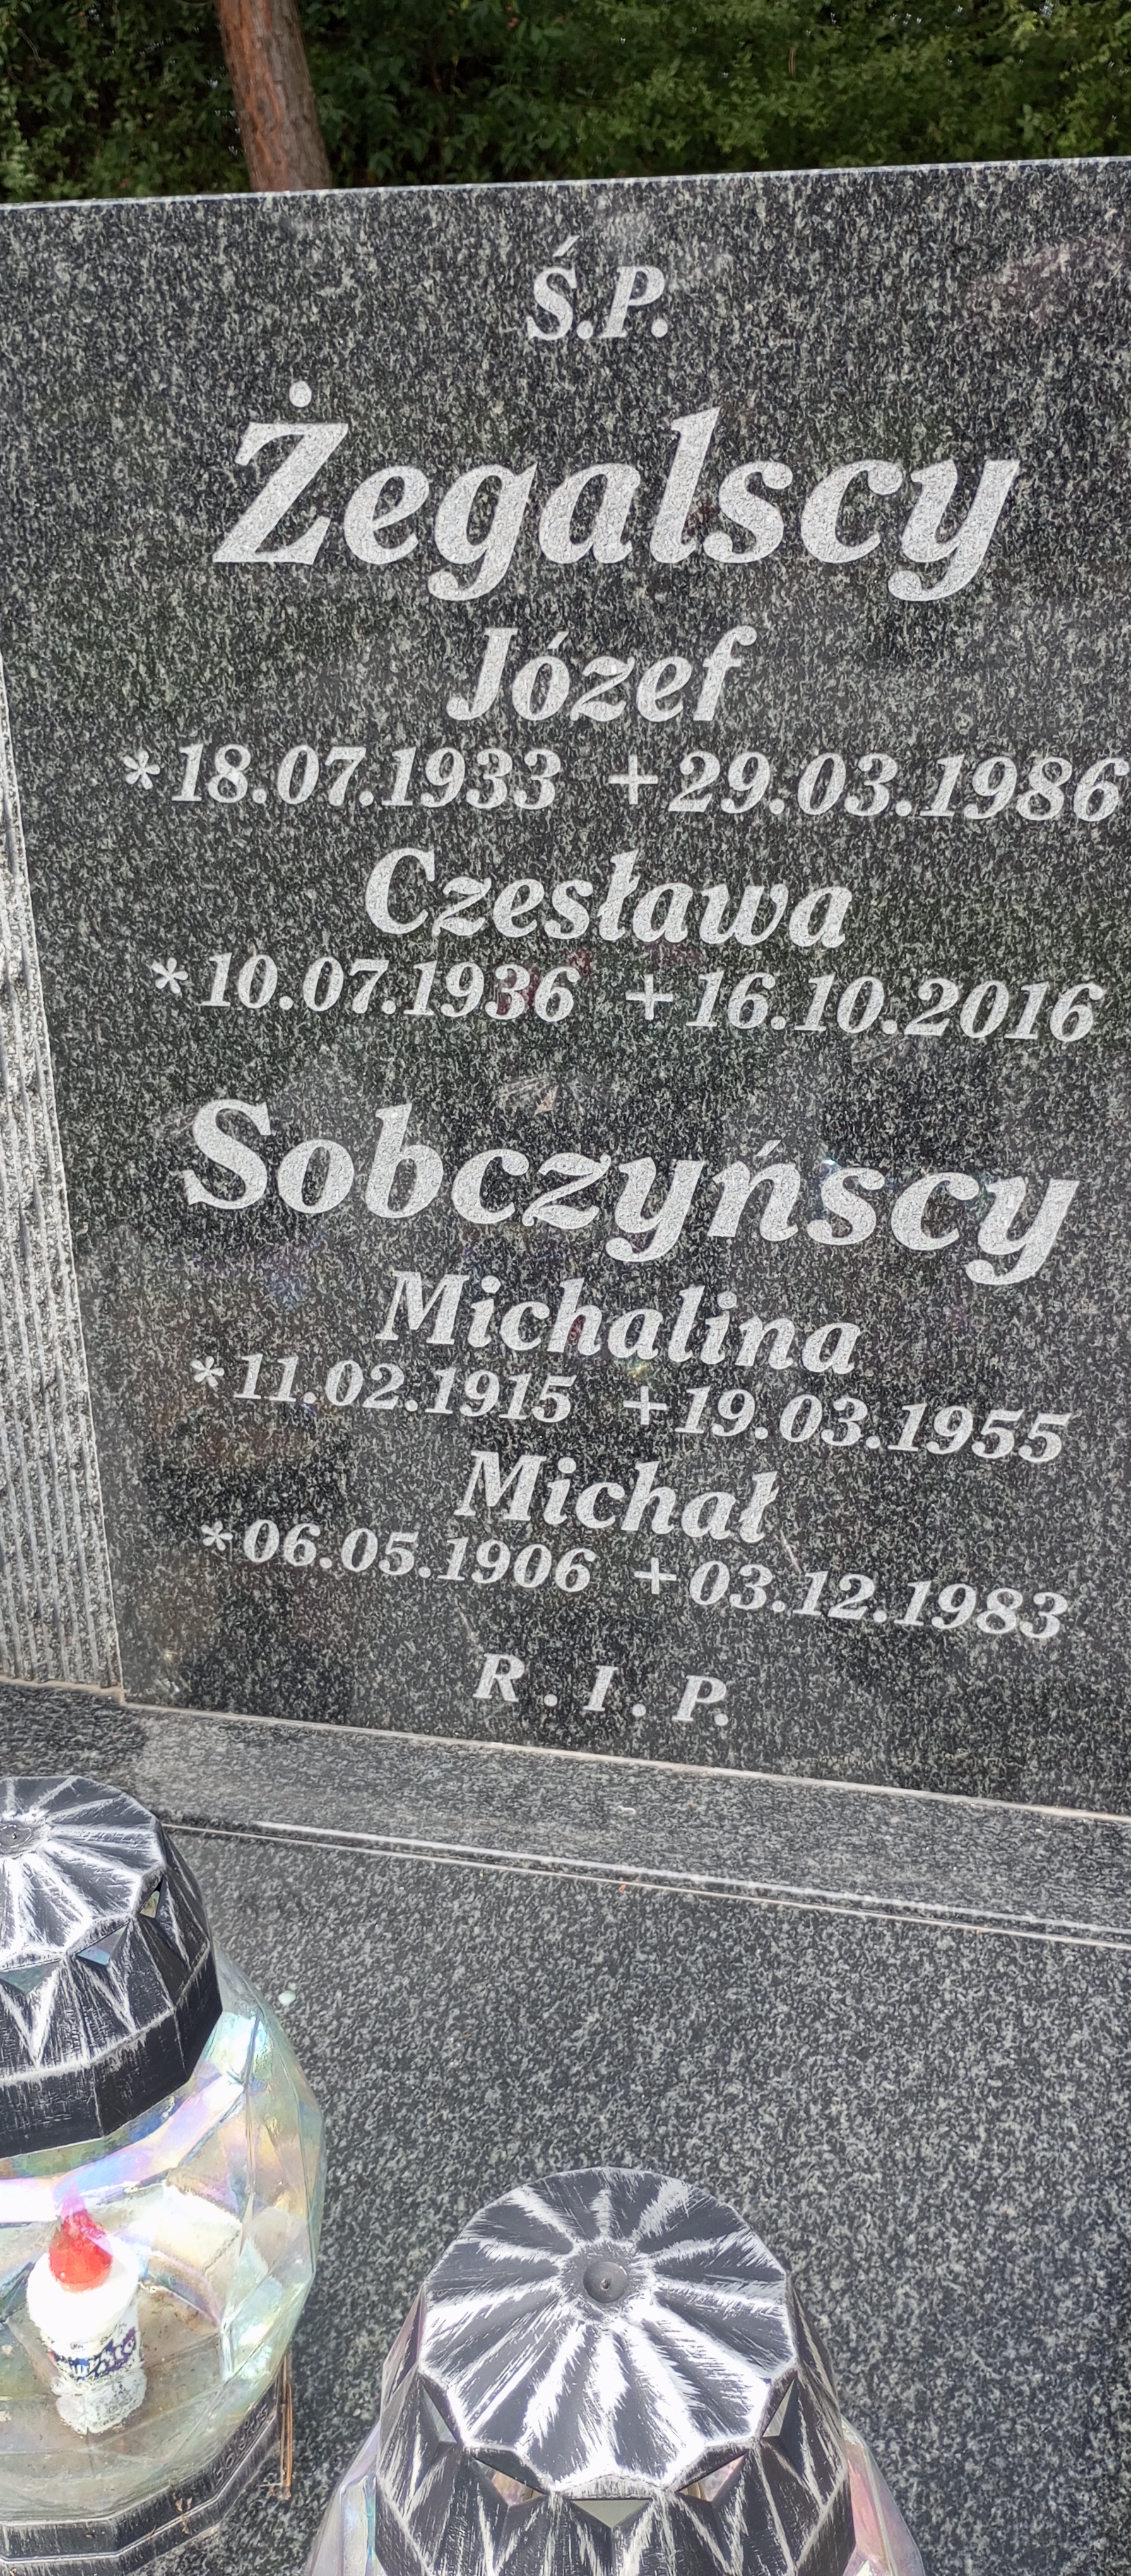 Ś.P.
Żegalscy
Józef
*18.07.1933 +29.03.1986
Czesława
*10.07.1936 +16.10.2016
Sobczyńscy
Michalina
*11.02.1915 +19.03.1955
Michał
*06.05.1906 +03.12.1983
R.I.P.